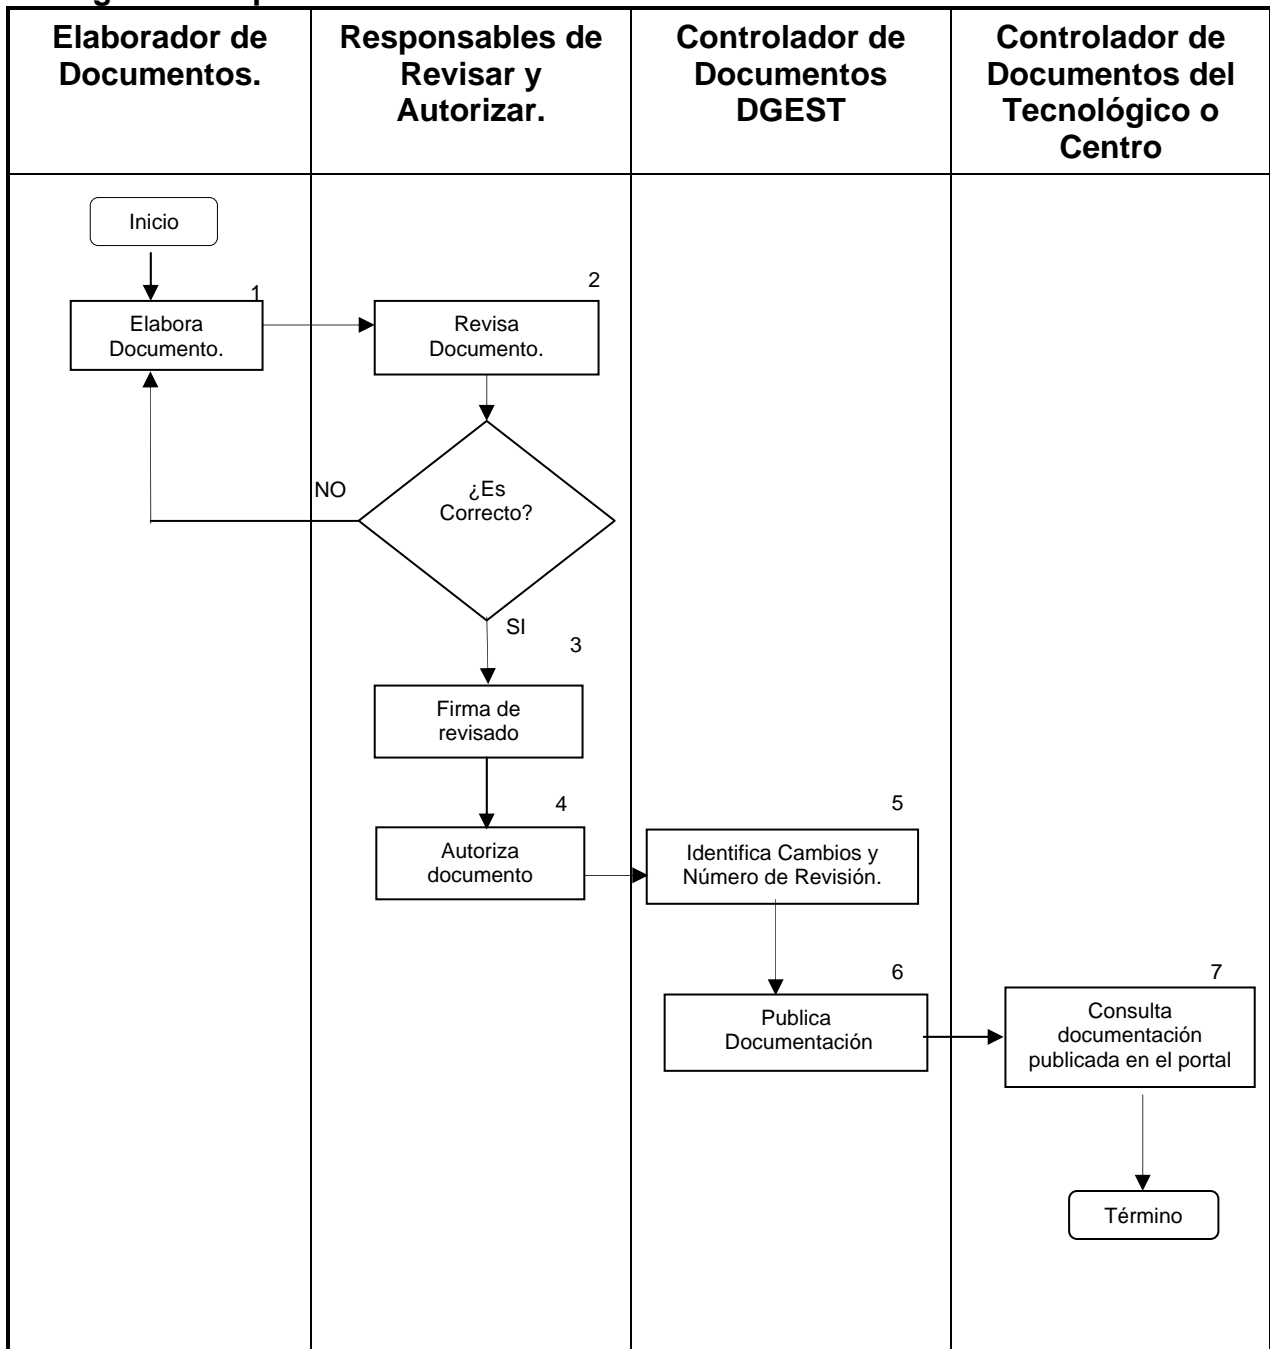 Elaborador de
Documentos.
Responsables de
Revisar y
Autorizar.
Controlador de
Documentos
DGEST
Controlador de
Documentos del
Tecnológico o
Centro
Inicio
1
Elabora
Documento.
2
Revisa
Documento.
NO
¿Es
Correcto?
SI
3
Firma de
revisado
4
Autoriza
documento
5
Identifica Cambios y
Número de Revisión.
6
Publica
Documentación
7
Consulta
documentación
publicada en el portal
Término